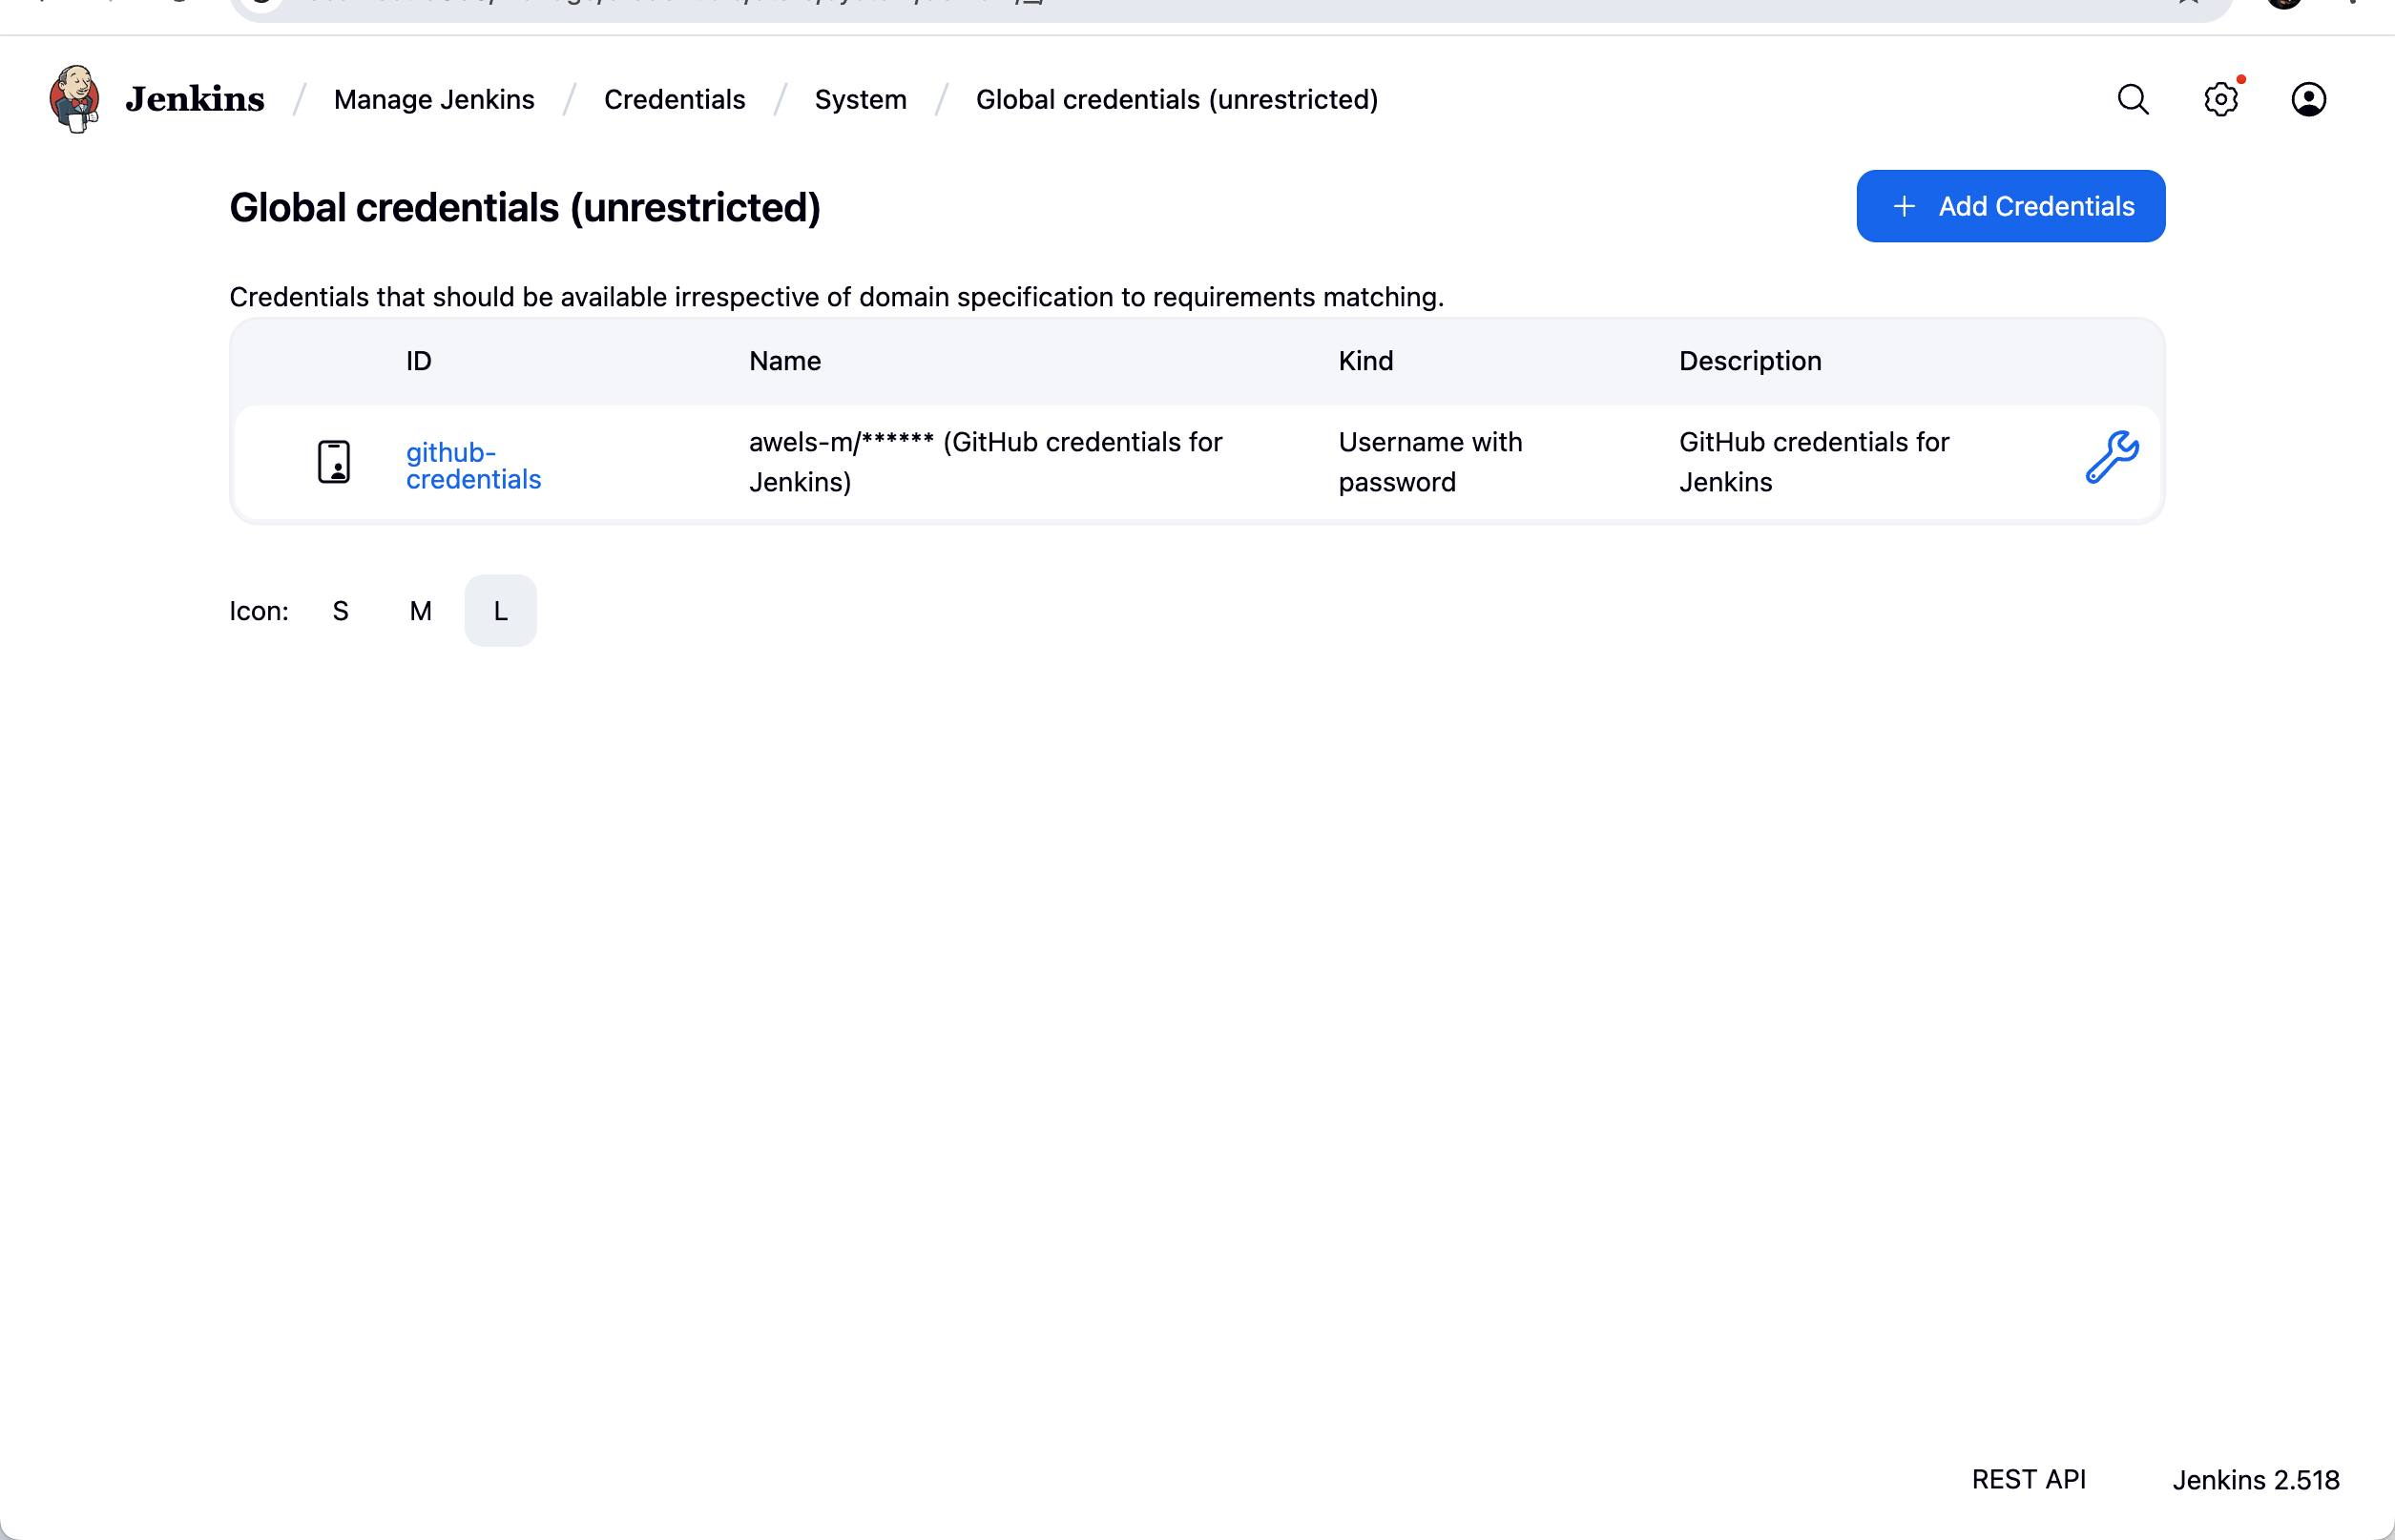 Jenkins / Manage Jenkins / Credentials / System / Global credentials (unrestricted)
Global credentials (unrestricted)
+ Add Credentials
Credentials that should be available irrespective of domain specification to requirements matching.
ID Name Kind Description
github-credentials awels-m/****** (GitHub credentials for Jenkins) Username with password GitHub credentials for Jenkins
Icon: S M L
REST API Jenkins 2.518